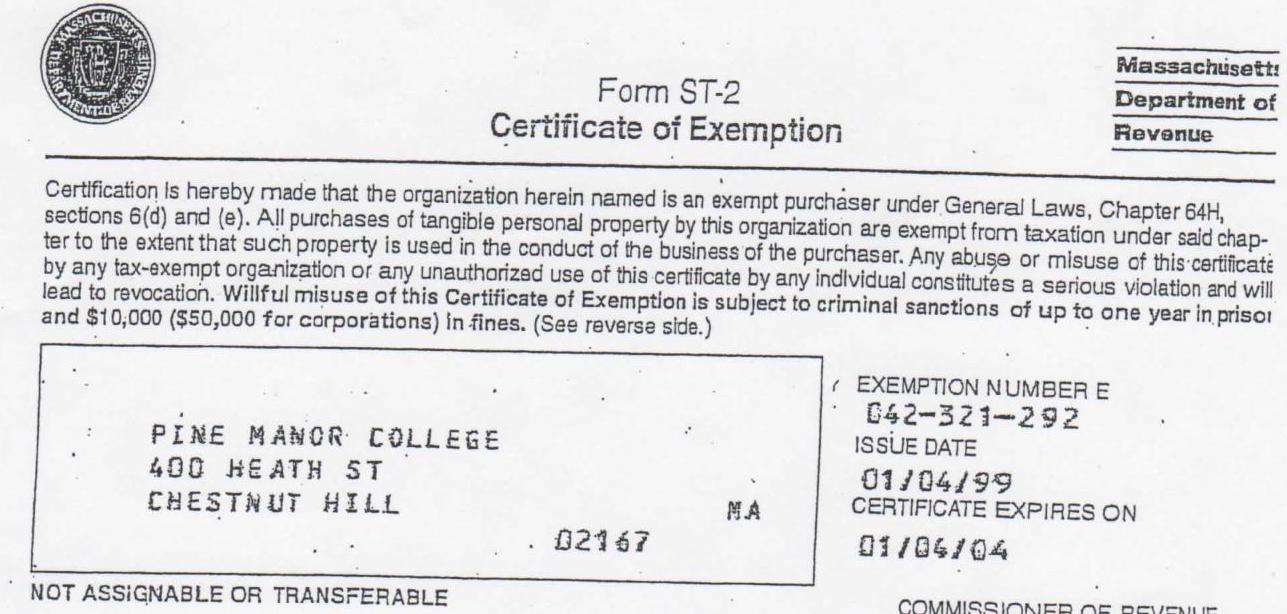 Form ST-2
Certificate of Exemption
Massachusetts
Department of
Revenue
Certification is hereby made that the organization herein named is an exempt purchaser under General Laws, Chapter 64H,
sections 6(d) and (e). All purchases of tangible personal property by this organization are exempt from taxation under said chap-
ter to the extent that such property is used in the conduct of the business of the purchaser. Any abuse or misuse of this certificate
by any tax-exempt organization or any unauthorized use of this certificate by any individual constitutes a serious violation and will
lead to revocation. Willful misuse of this Certificate of Exemption is subject to criminal sanctions of up to one year in prison
and $10,000 ($50,000 for corporations) in fines. (See reverse side.)
PINE MANOR COLLEGE
400 HEATH ST
CHESTNUT HILL MA
02167
EXEMPTION NUMBER E
042-321-292
ISSUE DATE
01/04/99
CERTIFICATE EXPIRES ON
01/04/04
NOT ASSIGNABLE OR TRANSFERABLE
COMMISSIONER OF REVENUE